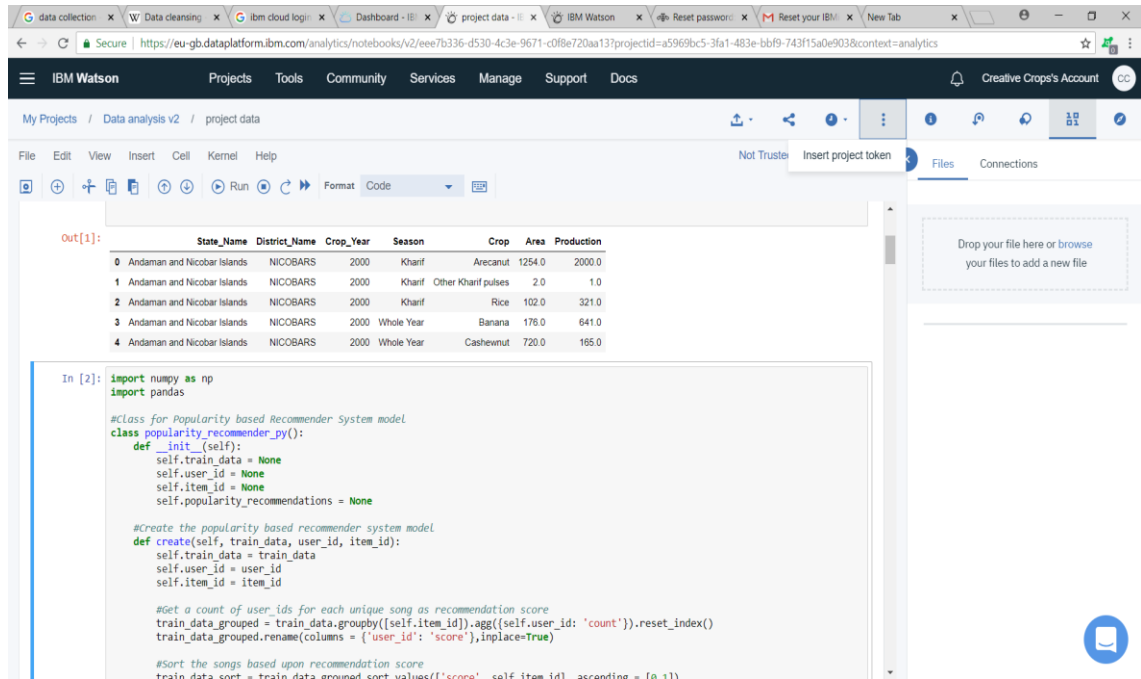 data collection W Data cleansing ibm cloud login Dashboard - IB project data - I IBM Watson Reset password Reset your IBM New Tab
Secure | https://eu-gb.dataplatform.ibm.com/analytics/notebooks/v2/eee7b336-d530-4c3e-9671-c0f8e720aa13?projectid=a5969bc5-3fa1-483e-bbf9-743f15a0e903&context=analytics
IBM Watson Projects Tools Community Services Manage Support Docs Creative Crops's Account CC
My Projects / Data analysis v2 / project data
File Edit View Insert Cell Kernel Help Not Truste Insert project token Files Connections
Run Format Code
Drop your file here or browse
your files to add a new file
Out[1]:
State_Name District_Name Crop_Year Season Crop Area Production
0 Andaman and Nicobar Islands NICOBARS 2000 Kharif Arecanut 1254.0 2000.0
1 Andaman and Nicobar Islands NICOBARS 2000 Kharif Other Kharif pulses 2.0 1.0
2 Andaman and Nicobar Islands NICOBARS 2000 Kharif Rice 102.0 321.0
3 Andaman and Nicobar Islands NICOBARS 2000 Whole Year Banana 176.0 641.0
4 Andaman and Nicobar Islands NICOBARS 2000 Whole Year Cashewnut 720.0 165.0
In [2]: import numpy as np
import pandas
#Class for Popularity based Recommender System model
class popularity_recommender_py():
def __init__(self):
self.train_data = None
self.user_id = None
self.item_id = None
self.popularity_recommendations = None
#Create the popularity based recommender system model
def create(self, train_data, user_id, item_id):
self.train_data = train_data
self.user_id = user_id
self.item_id = item_id
#Get a count of user_ids for each unique song as recommendation score
train_data_grouped = train_data.groupby([self.item_id]).agg({self.user_id: 'count'}).reset_index()
train_data_grouped.rename(columns = {'user_id': 'score'},inplace=True)
#Sort the songs based upon recommendation score
train_data_sort = train_data_grouped.sort_values(['score', self.item_id], ascending = [0,1])